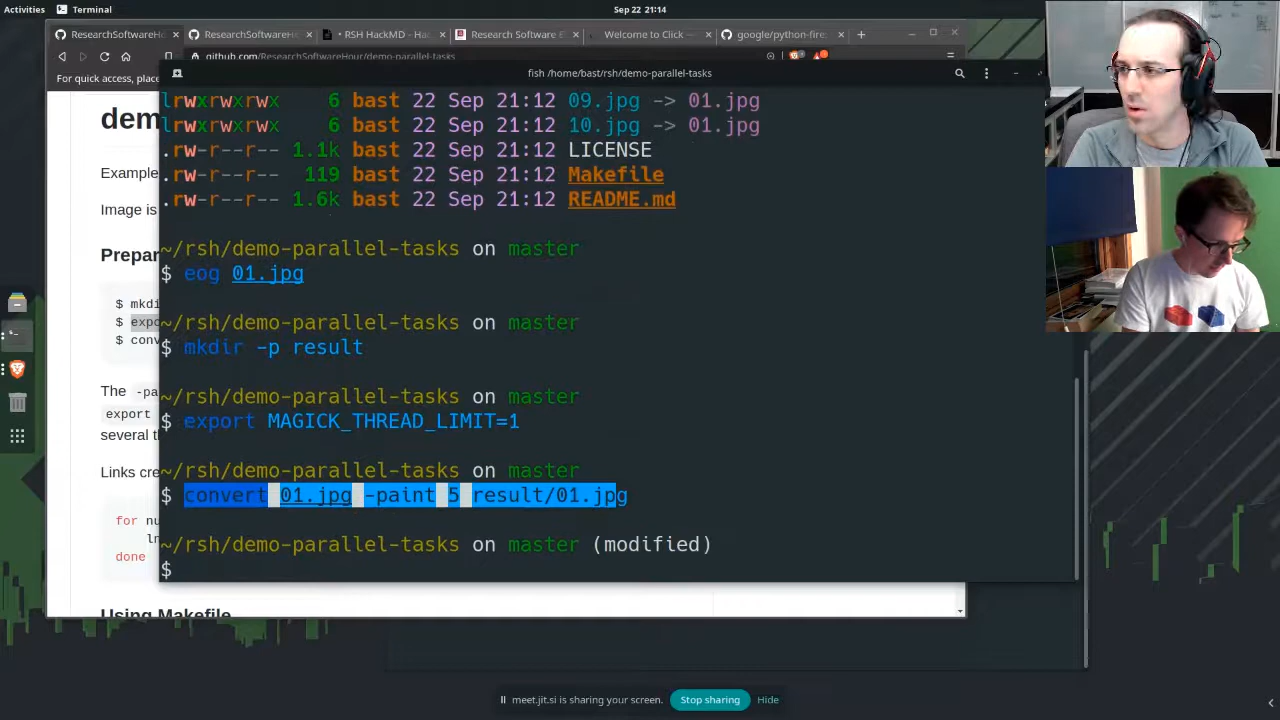 Activities Terminal Sep 22 21:14
ResearchSoftwareH ResearchSoftwareH • RSH HackMD - Ha Research Software E Welcome to Click — google/python-fire
github.com/ResearchSoftwareHour/demo-parallel-tasks
For quick access, place
fish /home/bast/rsh/demo-parallel-tasks
lrwxrwxrwx 6 bast 22 Sep 21:12 09.jpg -> 01.jpg
lrwxrwxrwx 6 bast 22 Sep 21:12 10.jpg -> 01.jpg
.rw-r--r-- 1.1k bast 22 Sep 21:12 LICENSE
.rw-r--r-- 119 bast 22 Sep 21:12 Makefile
.rw-r--r-- 1.6k bast 22 Sep 21:12 README.md
~/rsh/demo-parallel-tasks on master
$ eog 01.jpg
~/rsh/demo-parallel-tasks on master
$ mkdir -p result
~/rsh/demo-parallel-tasks on master
$ export MAGICK_THREAD_LIMIT=1
~/rsh/demo-parallel-tasks on master
$ convert 01.jpg -paint 5 result/01.jpg
~/rsh/demo-parallel-tasks on master (modified)
$
dem
Example
Image is
Prepar
$ mkdi
$ expo
$ conv
The -pa
export
several t
Links cre
for nu
ln
done
Using Makefile
meet.jit.si is sharing your screen. Stop sharing Hide